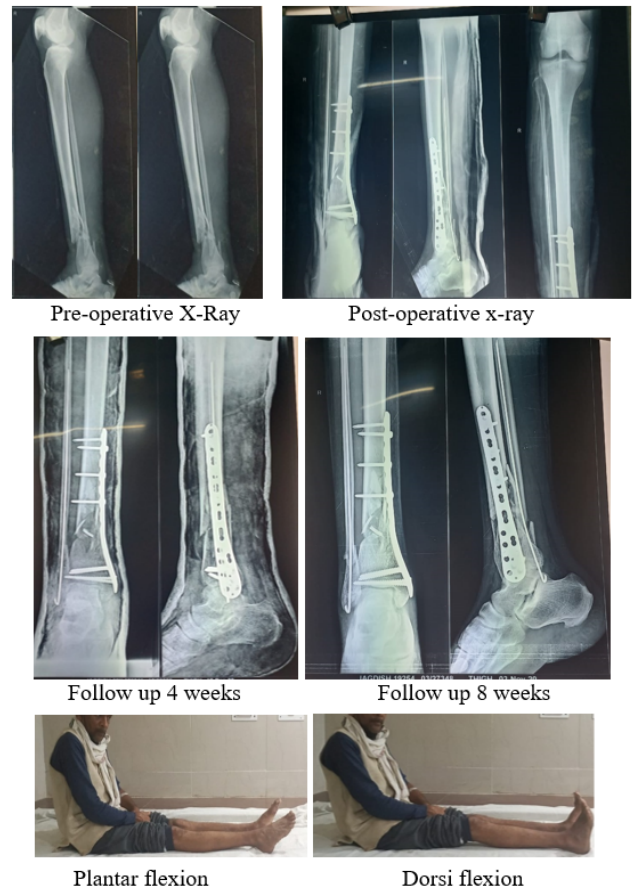 Pre-operative X-Ray
Post-operative x-ray
Follow up 4 weeks
Follow up 8 weeks
Plantar flexion
Dorsi flexion